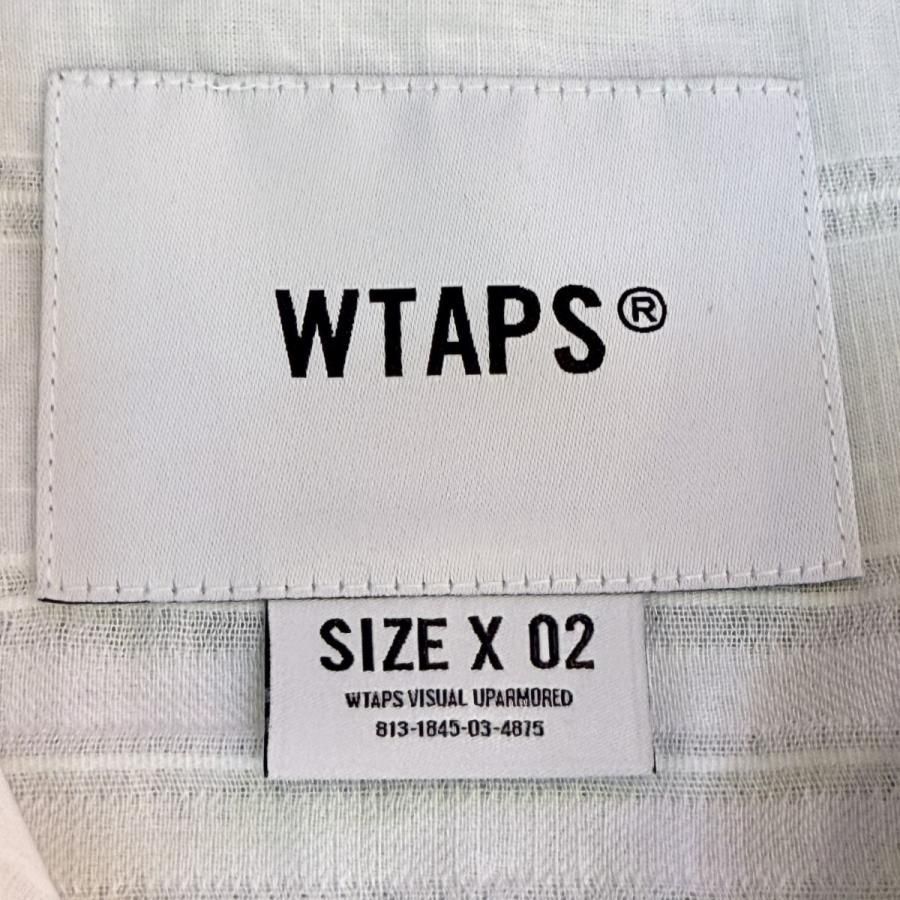 WTAPS®
SIZE X 02
WTAPS VISUAL UPARMORED
813-1845-03-4875